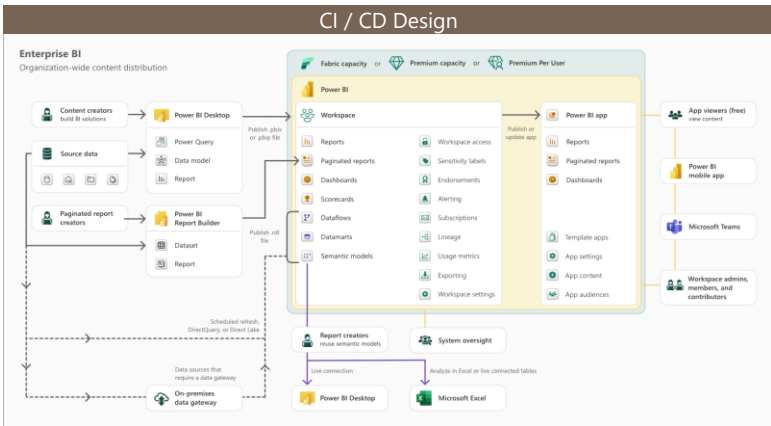 CI / CD Design
Enterprise BI
Organization-wide content distribution
Fabric capacity or Premium capacity or Premium Per User
Power BI
Content creators
build BI solutions
Power BI Desktop
Power Query
Data model
Report
Publish .pbix
or .pbip file
Source data
Paginated report
creators
Power BI
Report Builder
Dataset
Report
Publish .rdl
file
Workspace
Reports
Paginated reports
Dashboards
Scorecards
Dataflows
Datamarts
Semantic models
Workspace access
Sensitivity labels
Endorsements
Alerting
Subscriptions
Lineage
Usage metrics
Exporting
Workspace settings
Publish or
update app
Power BI app
Reports
Paginated reports
Dashboards
Template apps
App settings
App content
App audiences
App viewers (free)
view content
Power BI
mobile app
Microsoft Teams
Workspace admins,
members, and
contributors
Scheduled refresh,
DirectQuery, or Direct Lake
Data sources that
require a data gateway
On-premises
data gateway
Report creators
reuse semantic models
System oversight
Live connection
Analyze in Excel or live connected tables
Power BI Desktop
Microsoft Excel